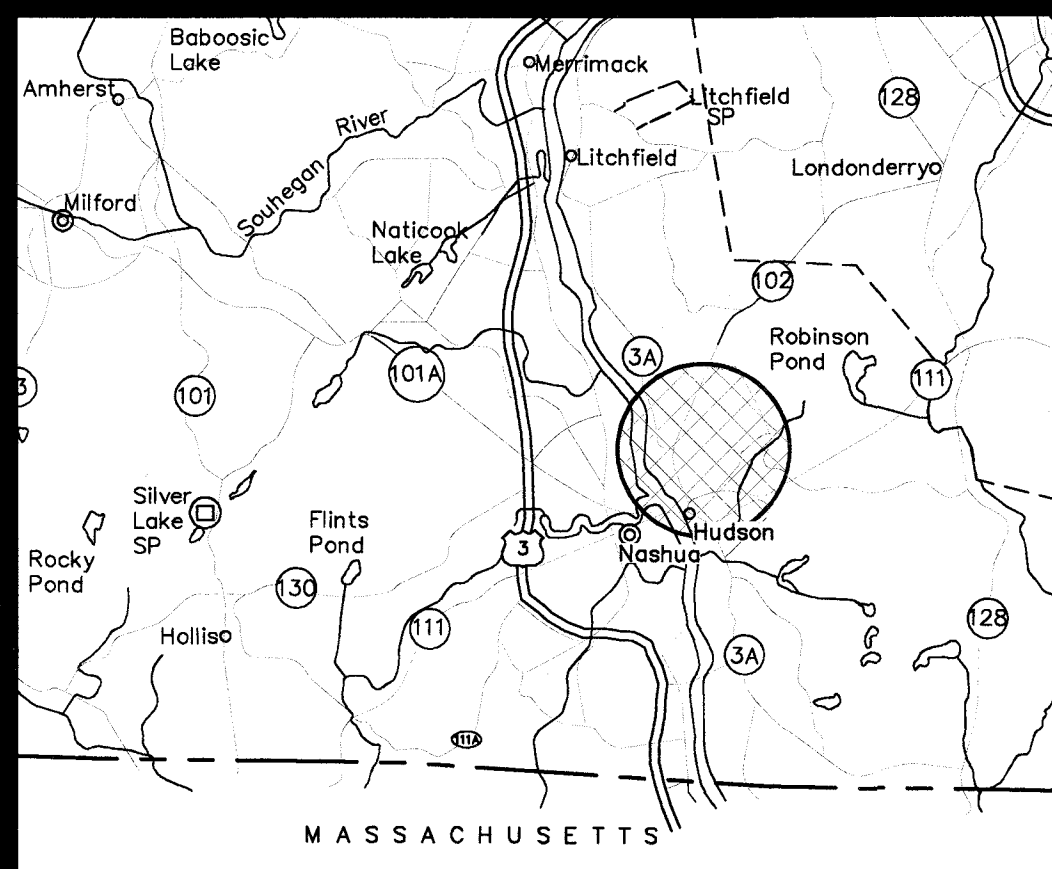 Baboosic
Lake
Merrimack
Amherst
Litchfield
SP
128
River
Souhegan
Litchfield
Londonderry
Milford
Naticook
Lake
102
Robinson
Pond
3A
101A
111
3
101
Silver
Lake
SP
Flints
Pond
Hudson
3
Nashua
Rocky
Pond
130
111
128
Hollis
3A
111A
MASSACHUSETTS